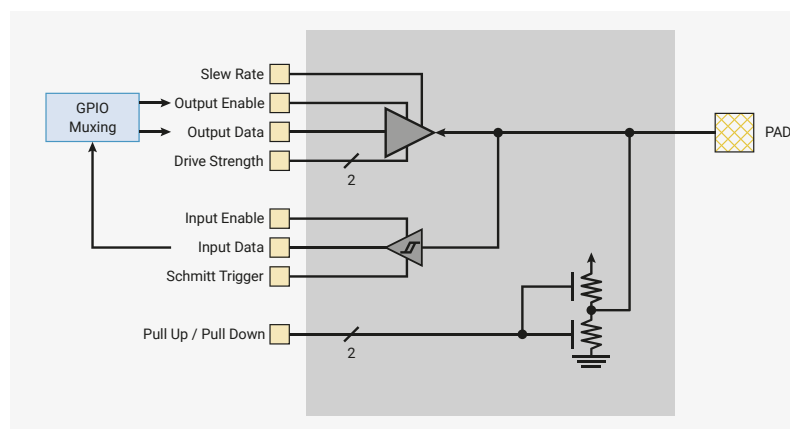 Slew Rate
Output Enable
GPIO
Muxing
Output Data
PAD
Drive Strength
2
Input Enable
Input Data
Schmitt Trigger
Pull Up / Pull Down
2